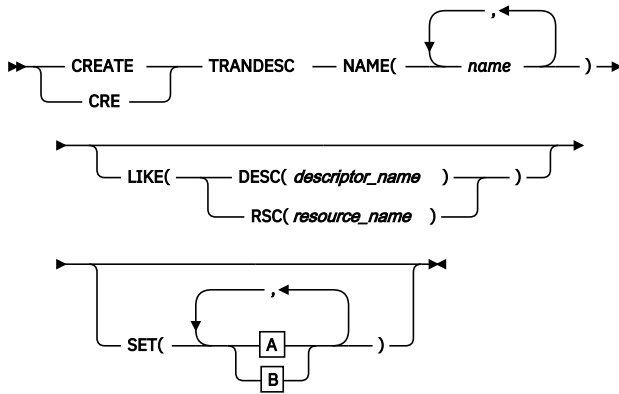 ,
CREATE TRANDESC NAME( name )
CRE
LIKE( DESC( descriptor_name ) )
RSC( resource_name )
,
SET( A )
B